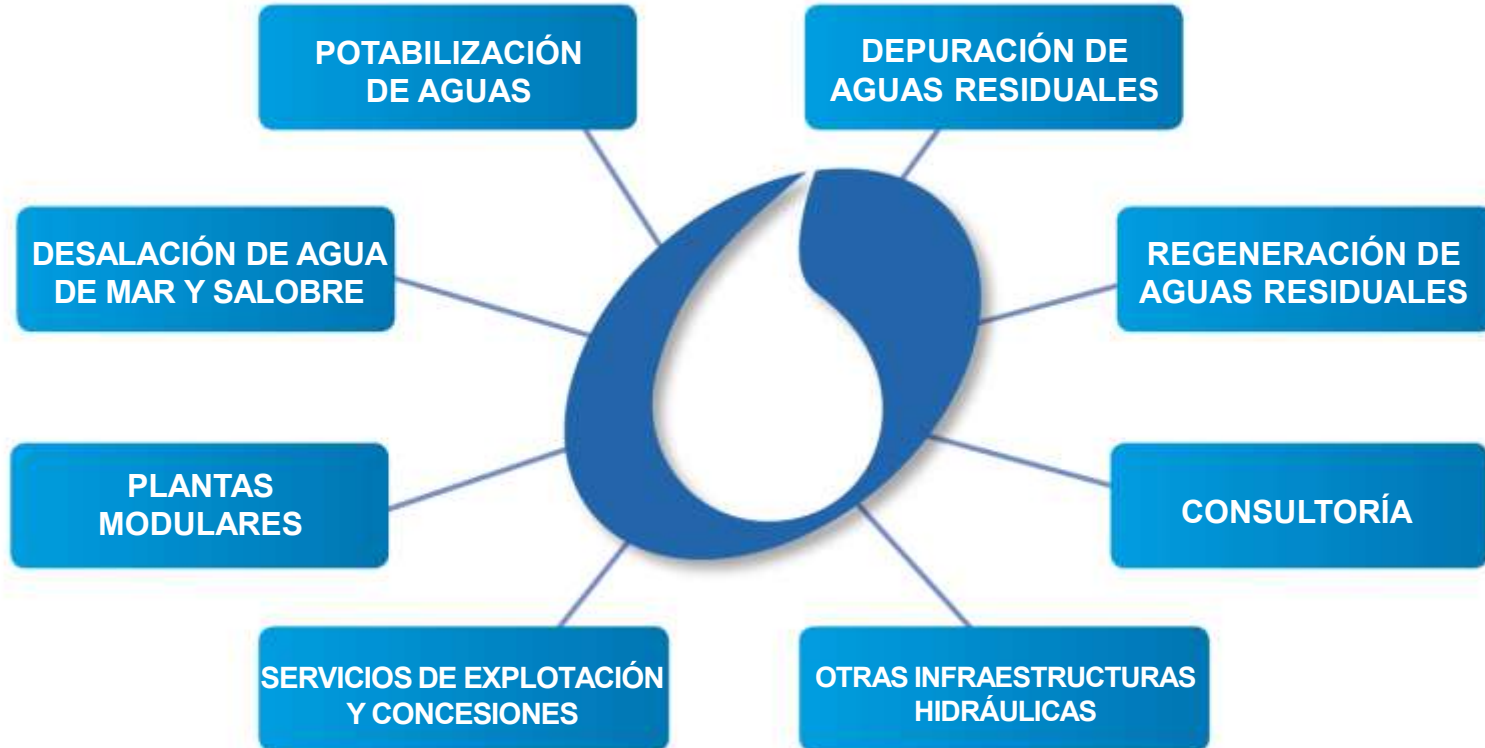 POTABILIZACIÓN
DE AGUAS
DEPURACIÓN DE
AGUAS RESIDUALES
DESALACIÓN DE AGUA
DE MAR Y SALOBRE
REGENERACIÓN DE
AGUAS RESIDUALES
PLANTAS
MODULARES
CONSULTORÍA
SERVICIOS DE EXPLOTACIÓN
Y CONCESIONES
OTRAS INFRAESTRUCTURAS
HIDRÁULICAS